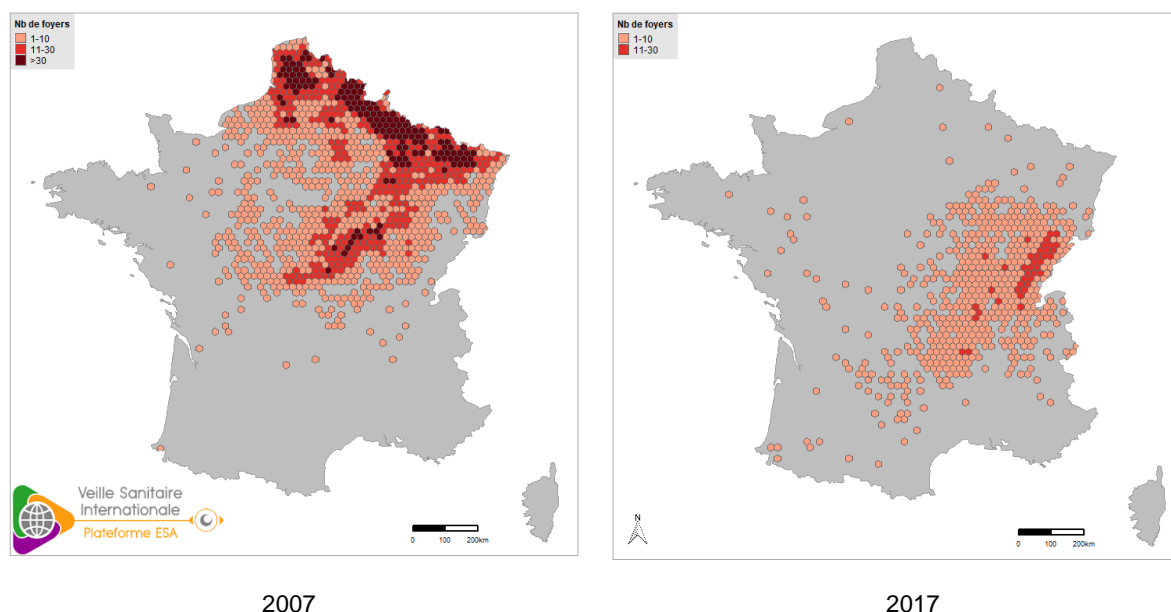 Nb de foyers
1-10
11-30
>30
Veille Sanitaire
Internationale
Plateforme ESA
0 100 200km
2007
Nb de foyers
1-10
11-30
N
0 100 200km
2017